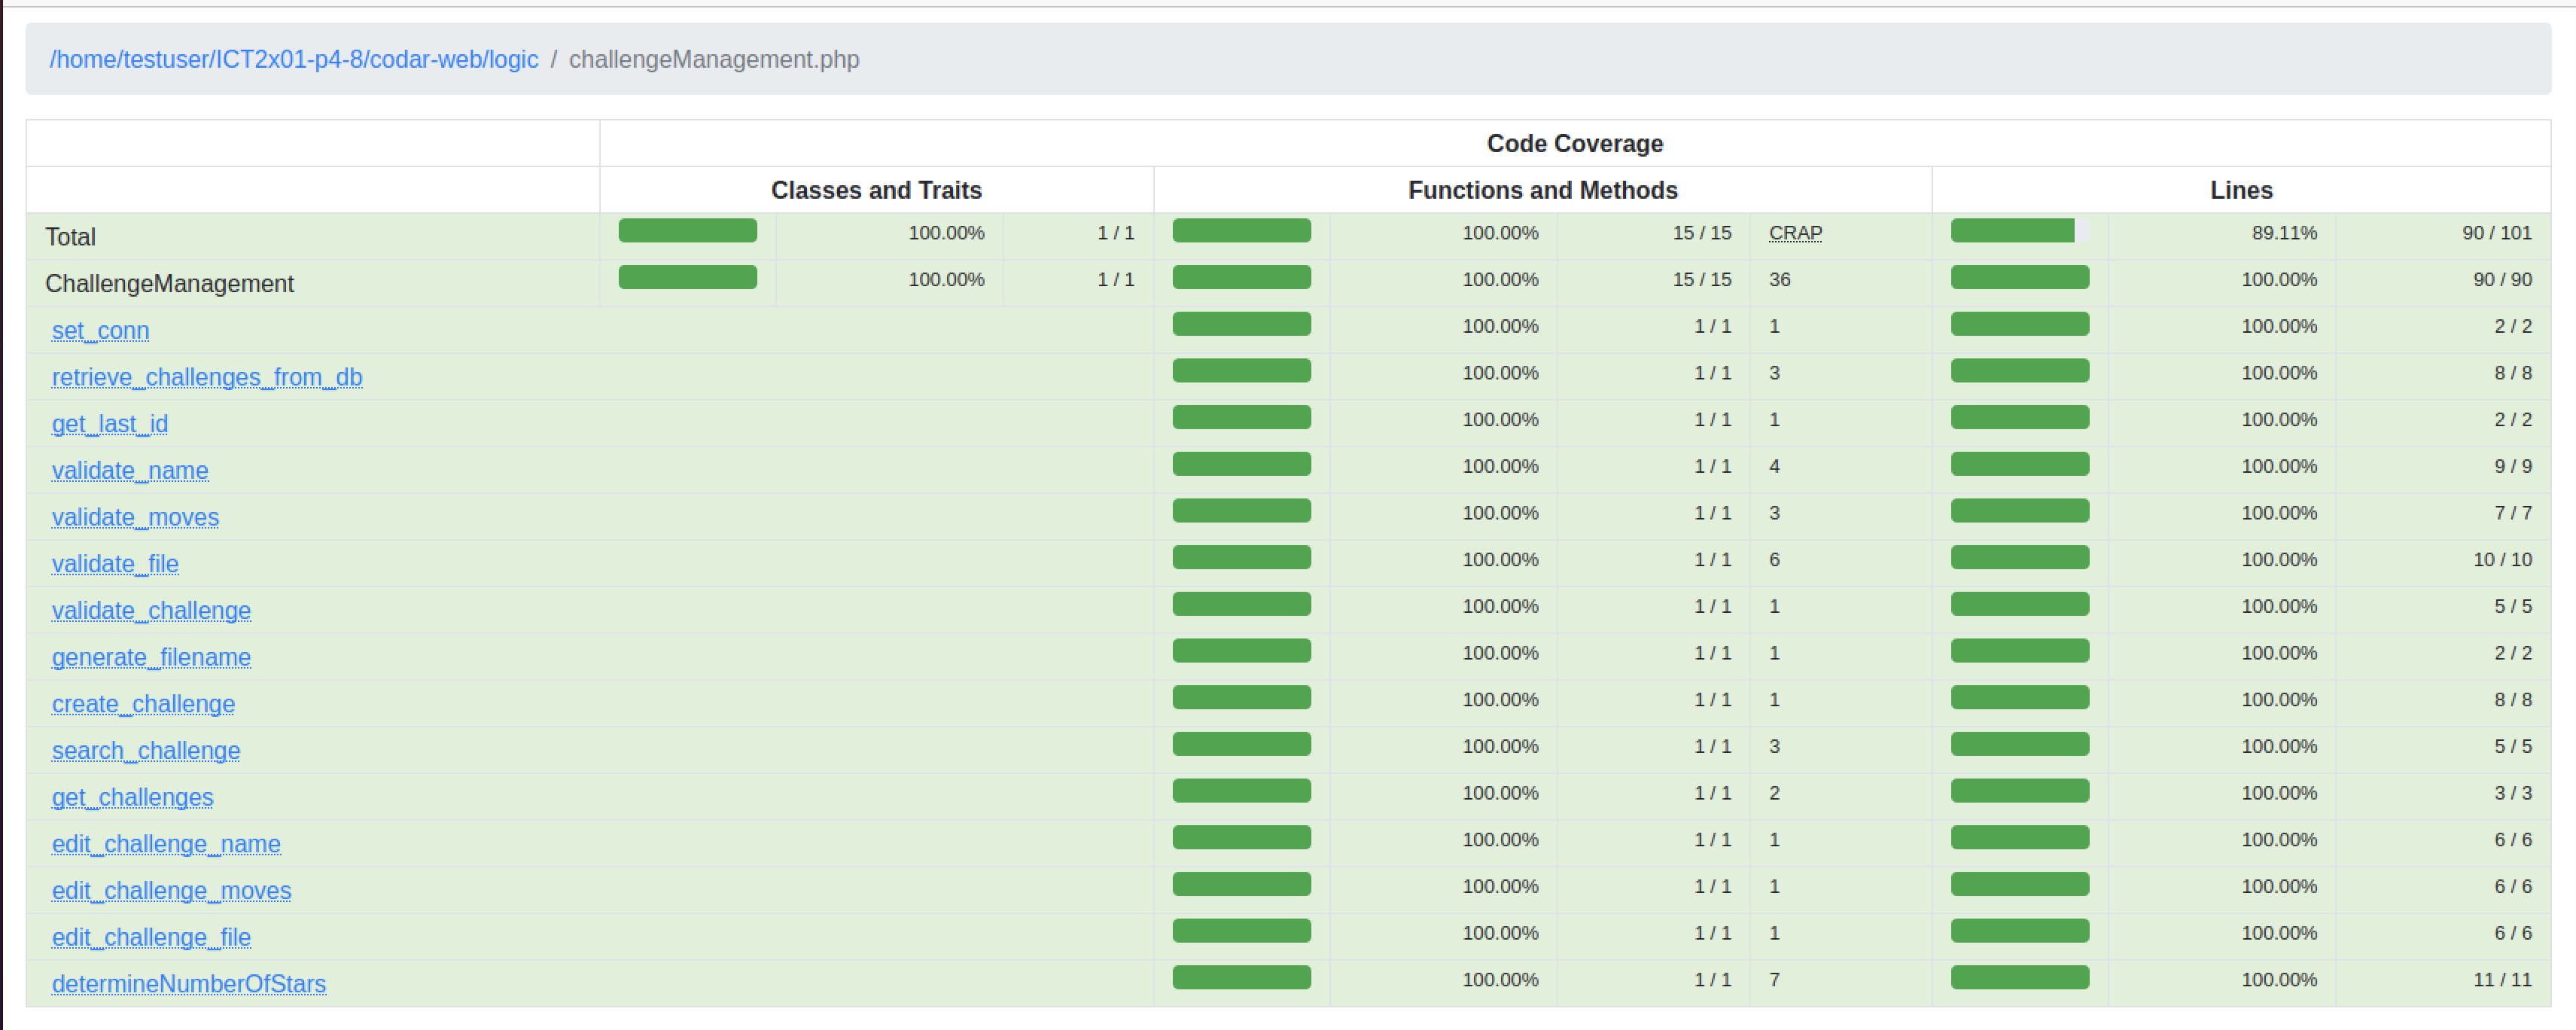 /home/testuser/ICT2x01-p4-8/codar-web/logic / challengeManagement.php
Code Coverage
Classes and Traits Functions and Methods Lines
Total 100.00% 1 / 1 100.00% 15 / 15 CRAP 89.11% 90 / 101
ChallengeManagement 100.00% 1 / 1 100.00% 15 / 15 36 100.00% 90 / 90
set_conn 100.00% 1 / 1 1 100.00% 2 / 2
retrieve_challenges_from_db 100.00% 1 / 1 3 100.00% 8 / 8
get_last_id 100.00% 1 / 1 1 100.00% 2 / 2
validate_name 100.00% 1 / 1 4 100.00% 9 / 9
validate_moves 100.00% 1 / 1 3 100.00% 7 / 7
validate_file 100.00% 1 / 1 6 100.00% 10 / 10
validate_challenge 100.00% 1 / 1 1 100.00% 5 / 5
generate_filename 100.00% 1 / 1 1 100.00% 2 / 2
create_challenge 100.00% 1 / 1 1 100.00% 8 / 8
search_challenge 100.00% 1 / 1 3 100.00% 5 / 5
get_challenges 100.00% 1 / 1 2 100.00% 3 / 3
edit_challenge_name 100.00% 1 / 1 1 100.00% 6 / 6
edit_challenge_moves 100.00% 1 / 1 1 100.00% 6 / 6
edit_challenge_file 100.00% 1 / 1 1 100.00% 6 / 6
determineNumberOfStars 100.00% 1 / 1 7 100.00% 11 / 11